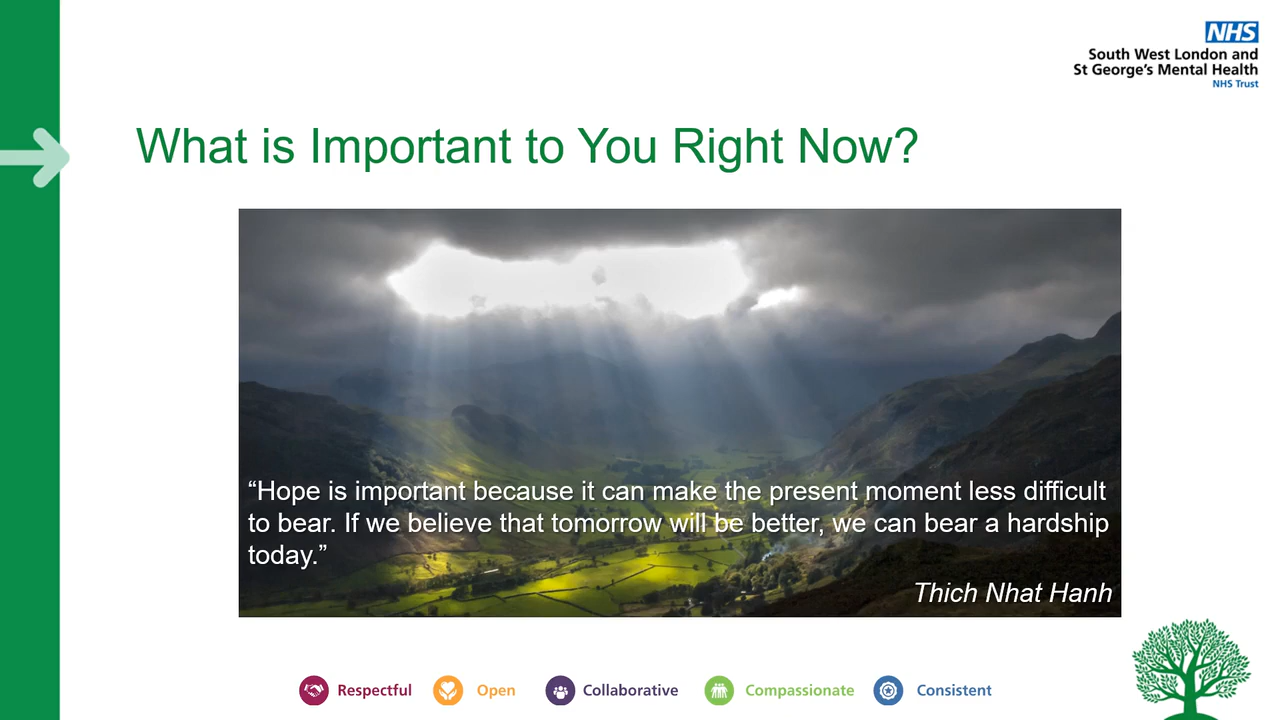 NHS
South West London and
St George's Mental Health
NHS Trust
What is Important to You Right Now?
“Hope is important because it can make the present moment less difficult
to bear. If we believe that tomorrow will be better, we can bear a hardship
today.”
Thich Nhat Hanh
Respectful
Open
Collaborative
Compassionate
Consistent